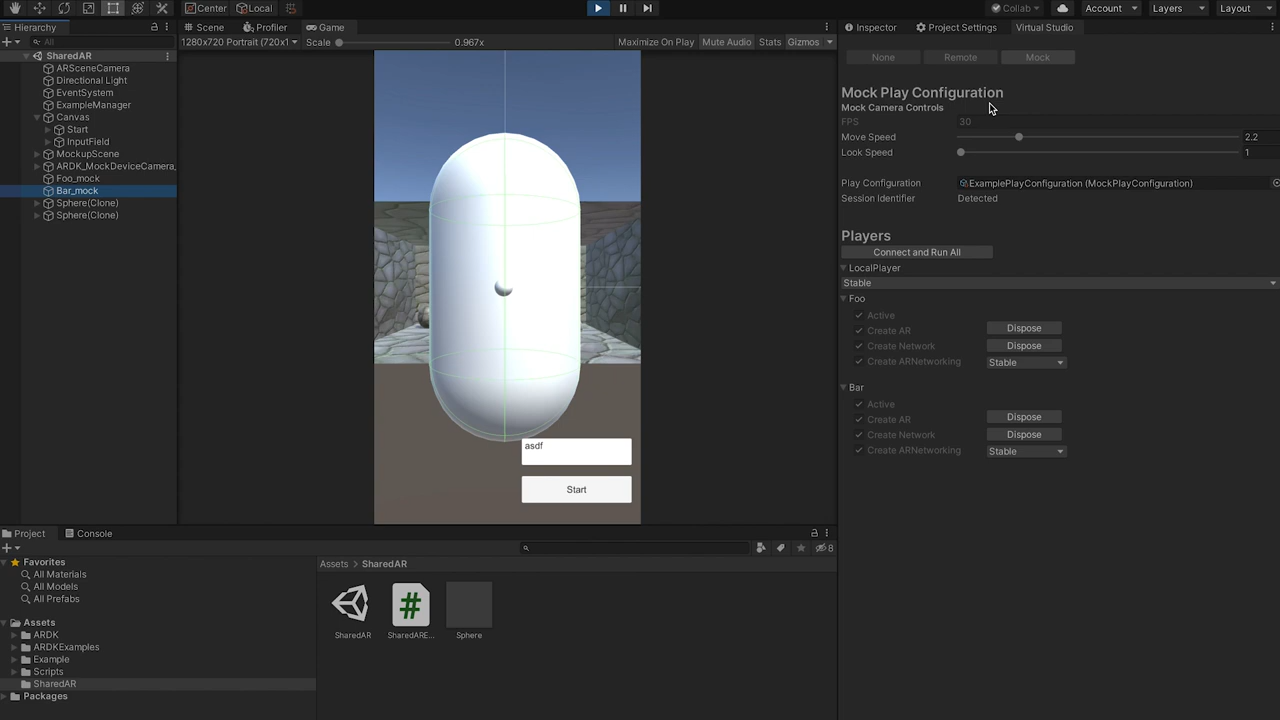 Center
Local
Collab
Account
Layers
Layout
Hierarchy
Scene
Profiler
Game
Inspector
Project Settings
Virtual Studio
All
1280x720 Portrait (720x1
Scale
0.967x
Maximize On Play
Mute Audio
Stats
Gizmos
SharedAR
ARSceneCamera
Directional Light
EventSystem
ExampleManager
Canvas
Start
InputField
MockupScene
ARDK_MockDeviceCamera_
Foo_mock
Bar_mock
Sphere(Clone)
Sphere(Clone)
asdf
Start
None
Remote
Mock
Mock Play Configuration
Mock Camera Controls
FPS 30
Move Speed 2.2
Look Speed 1
Play Configuration ExamplePlayConfiguration (MockPlayConfiguration)
Session Identifier Detected
Players
Connect and Run All
LocalPlayer
Stable
Foo
Active
Create AR Dispose
Create Network Dispose
Create ARNetworking Stable
Bar
Active
Create AR Dispose
Create Network Dispose
Create ARNetworking Stable
Project
Console
8
Favorites
All Materials
All Models
All Prefabs
Assets
ARDK
ARDKExamples
Example
Scripts
SharedAR
Packages
Assets > SharedAR
SharedAR
SharedARE...
Sphere